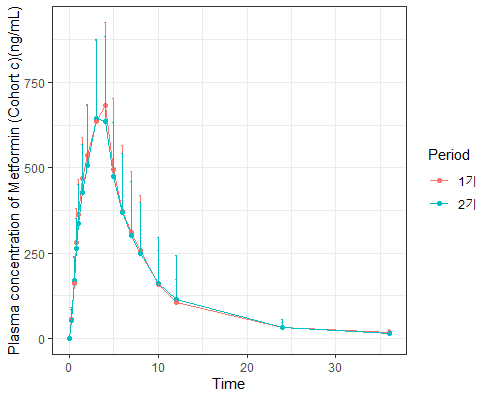 Plasma concentration of Metformin (Cohort c)(ng/mL)
750
500
250
0
0
10
20
30
Time
Period
1기
2기